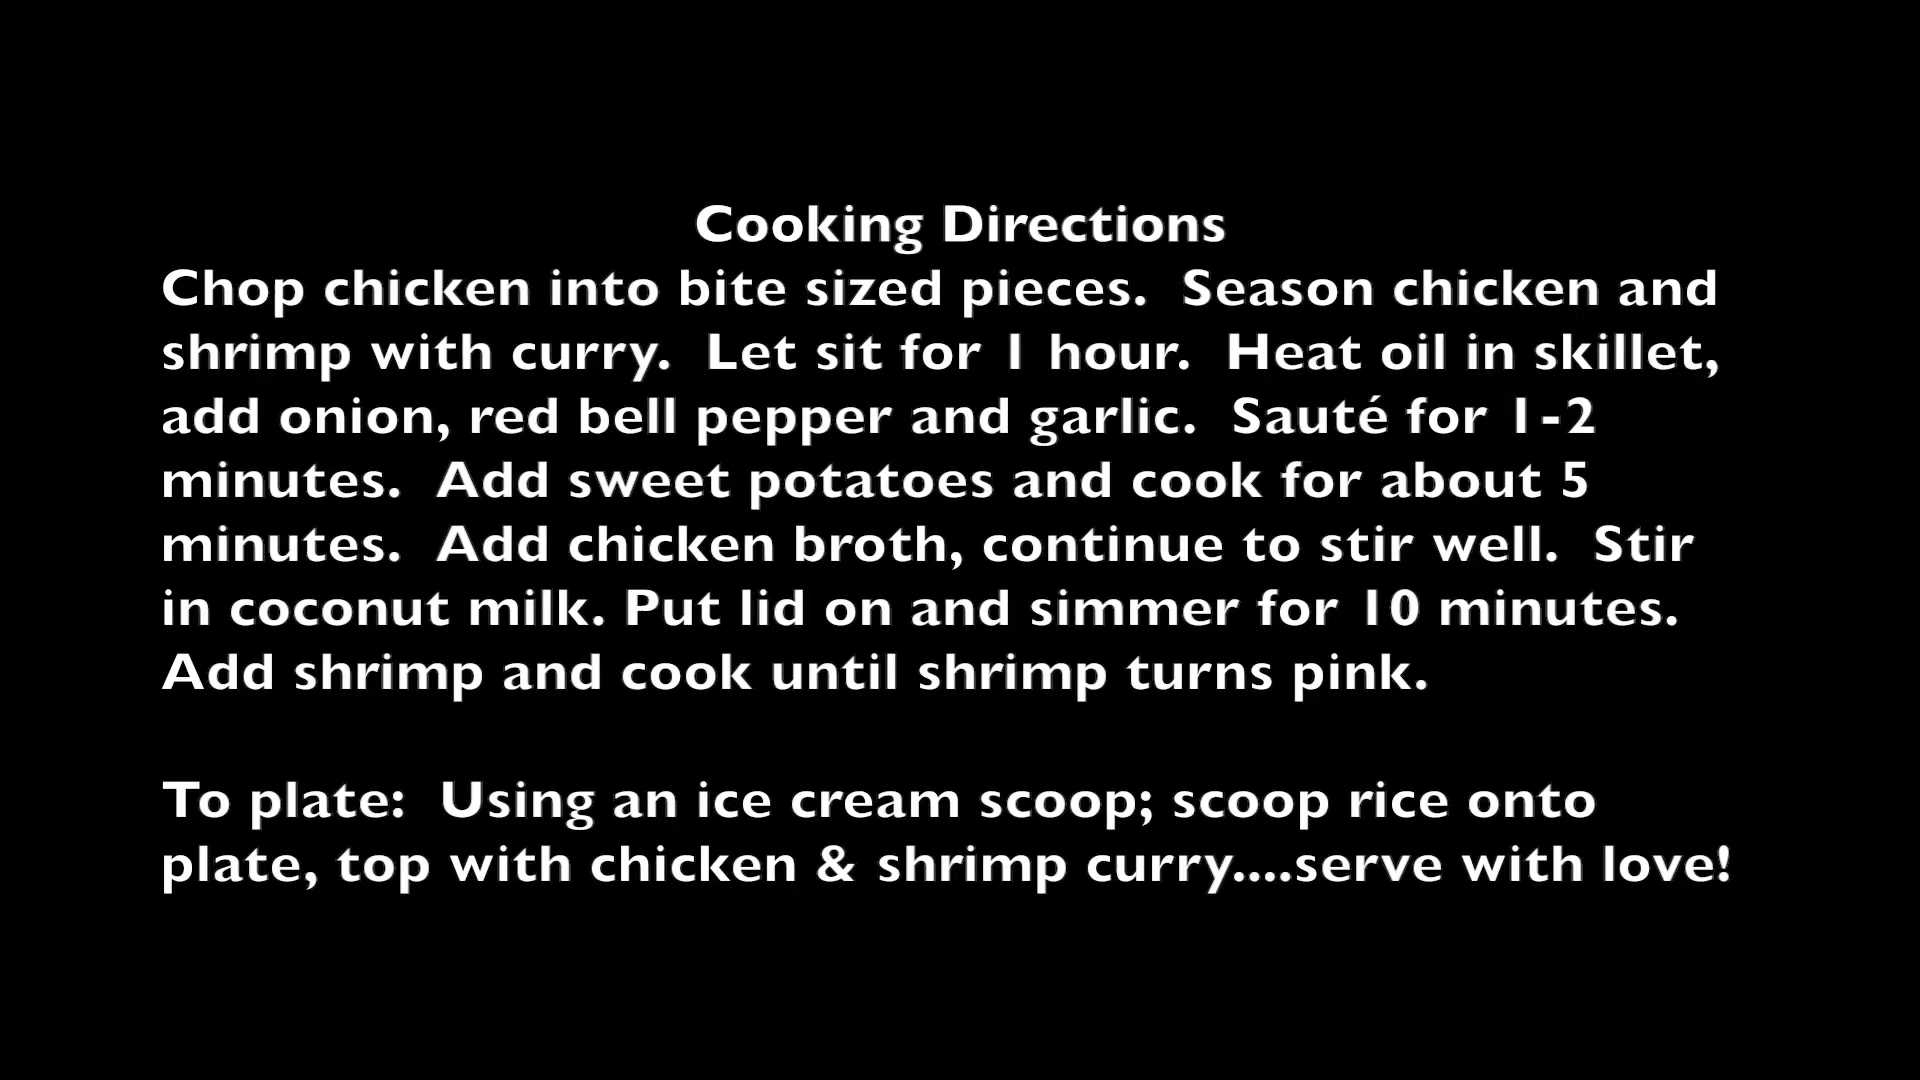 Cooking Directions
Chop chicken into bite sized pieces.  Season chicken and
shrimp with curry.  Let sit for 1 hour.  Heat oil in skillet,
add onion, red bell pepper and garlic.  Sauté for 1-2
minutes.  Add sweet potatoes and cook for about 5
minutes.  Add chicken broth, continue to stir well.  Stir
in coconut milk. Put lid on and simmer for 10 minutes.
Add shrimp and cook until shrimp turns pink.
To plate:  Using an ice cream scoop; scoop rice onto
plate, top with chicken & shrimp curry....serve with love!